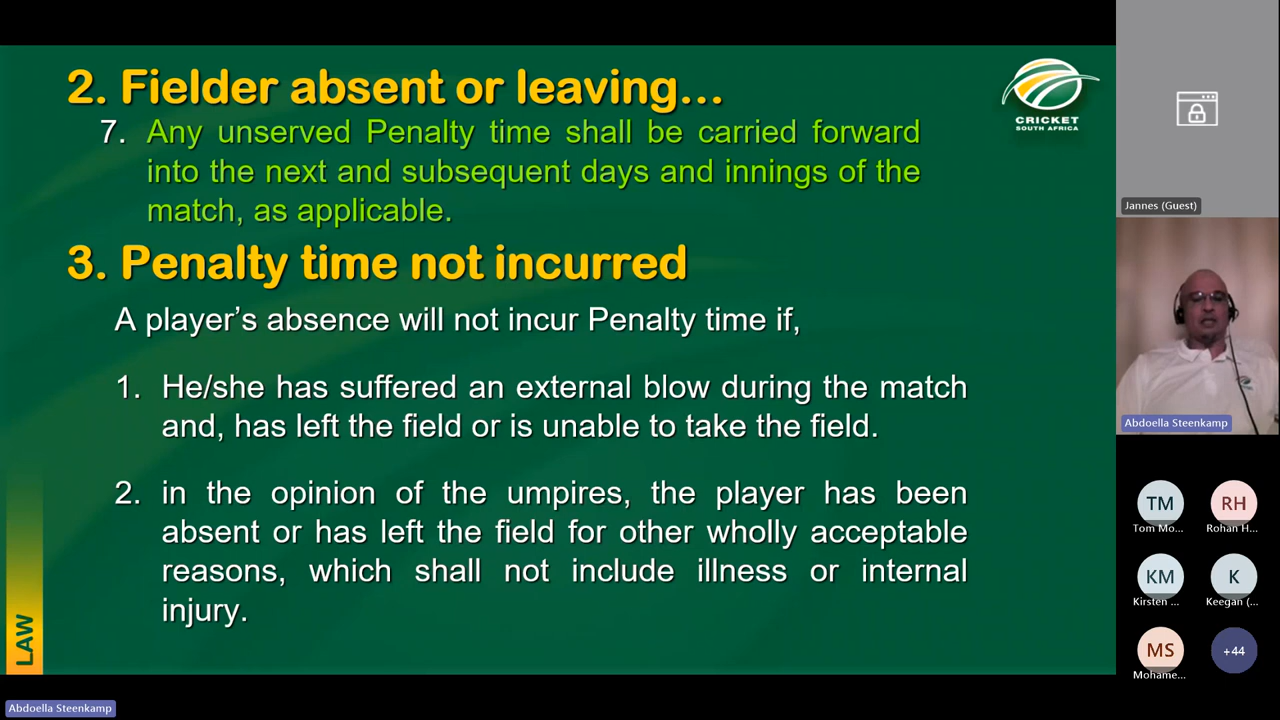 2. Fielder absent or leaving...
7. Any unserved Penalty time shall be carried forward
into the next and subsequent days and innings of the
match, as applicable.
3. Penalty time not incurred
A player's absence will not incur Penalty time if,
1. He/she has suffered an external blow during the match
and, has left the field or is unable to take the field.
2. in the opinion of the umpires, the player has been
absent or has left the field for other wholly acceptable
reasons, which shall not include illness or internal
injury.
LAW
CRICKET
SOUTH AFRICA
Jannes (Guest)
Abdoella Steenkamp
TM
Tom Mo...
RH
Rohan H...
KM
Kirsten ...
K
Keegan (...
MS
Mohame...
+44
Abdoella Steenkamp